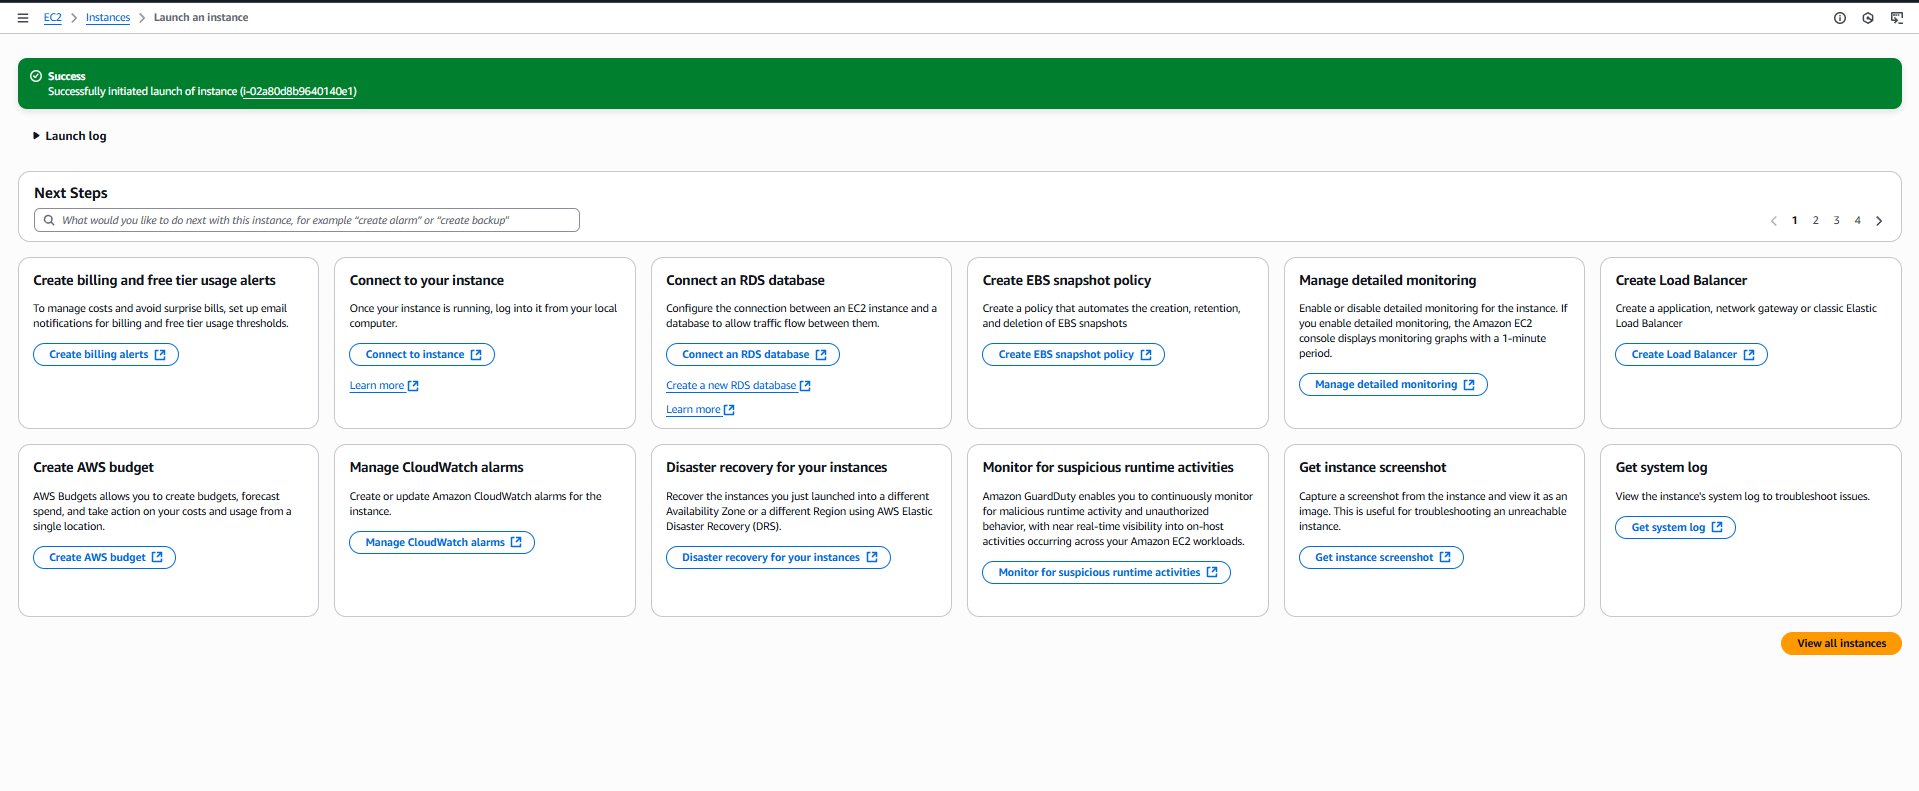 EC2 Instances Launch an instance
Success
Successfully initiated launch of instance (i-02a80d8b9640140e1)
Launch log
Next Steps
What would you like to do next with this instance, for example “create alarm” or “create backup”
1 2 3 4
Create billing and free tier usage alerts
To manage costs and avoid surprise bills, set up email
notifications for billing and free tier usage thresholds.
Create billing alerts
Connect to your instance
Once your instance is running, log into it from your local
computer.
Connect to instance
Learn more
Connect an RDS database
Configure the connection between an EC2 instance and a
database to allow traffic flow between them.
Connect an RDS database
Create a new RDS database
Learn more
Create EBS snapshot policy
Create a policy that automates the creation, retention,
and deletion of EBS snapshots
Create EBS snapshot policy
Manage detailed monitoring
Enable or disable detailed monitoring for the instance. If
you enable detailed monitoring, the Amazon EC2
console displays monitoring graphs with a 1-minute
period.
Manage detailed monitoring
Create Load Balancer
Create a application, network gateway or classic Elastic
Load Balancer
Create Load Balancer
Create AWS budget
AWS Budgets allows you to create budgets, forecast
spend, and take action on your costs and usage from a
single location.
Create AWS budget
Manage CloudWatch alarms
Create or update Amazon CloudWatch alarms for the
instance.
Manage CloudWatch alarms
Disaster recovery for your instances
Recover the instances you just launched into a different
Availability Zone or a different Region using AWS Elastic
Disaster Recovery (DRS).
Disaster recovery for your instances
Monitor for suspicious runtime activities
Amazon GuardDuty enables you to continuously monitor
for malicious runtime activity and unauthorized
behavior, with near real-time visibility into on-host
activities occurring across your Amazon EC2 workloads.
Monitor for suspicious runtime activities
Get instance screenshot
Capture a screenshot from the instance and view it as an
image. This is useful for troubleshooting an unreachable
instance.
Get instance screenshot
Get system log
View the instance's system log to troubleshoot issues.
Get system log
View all instances